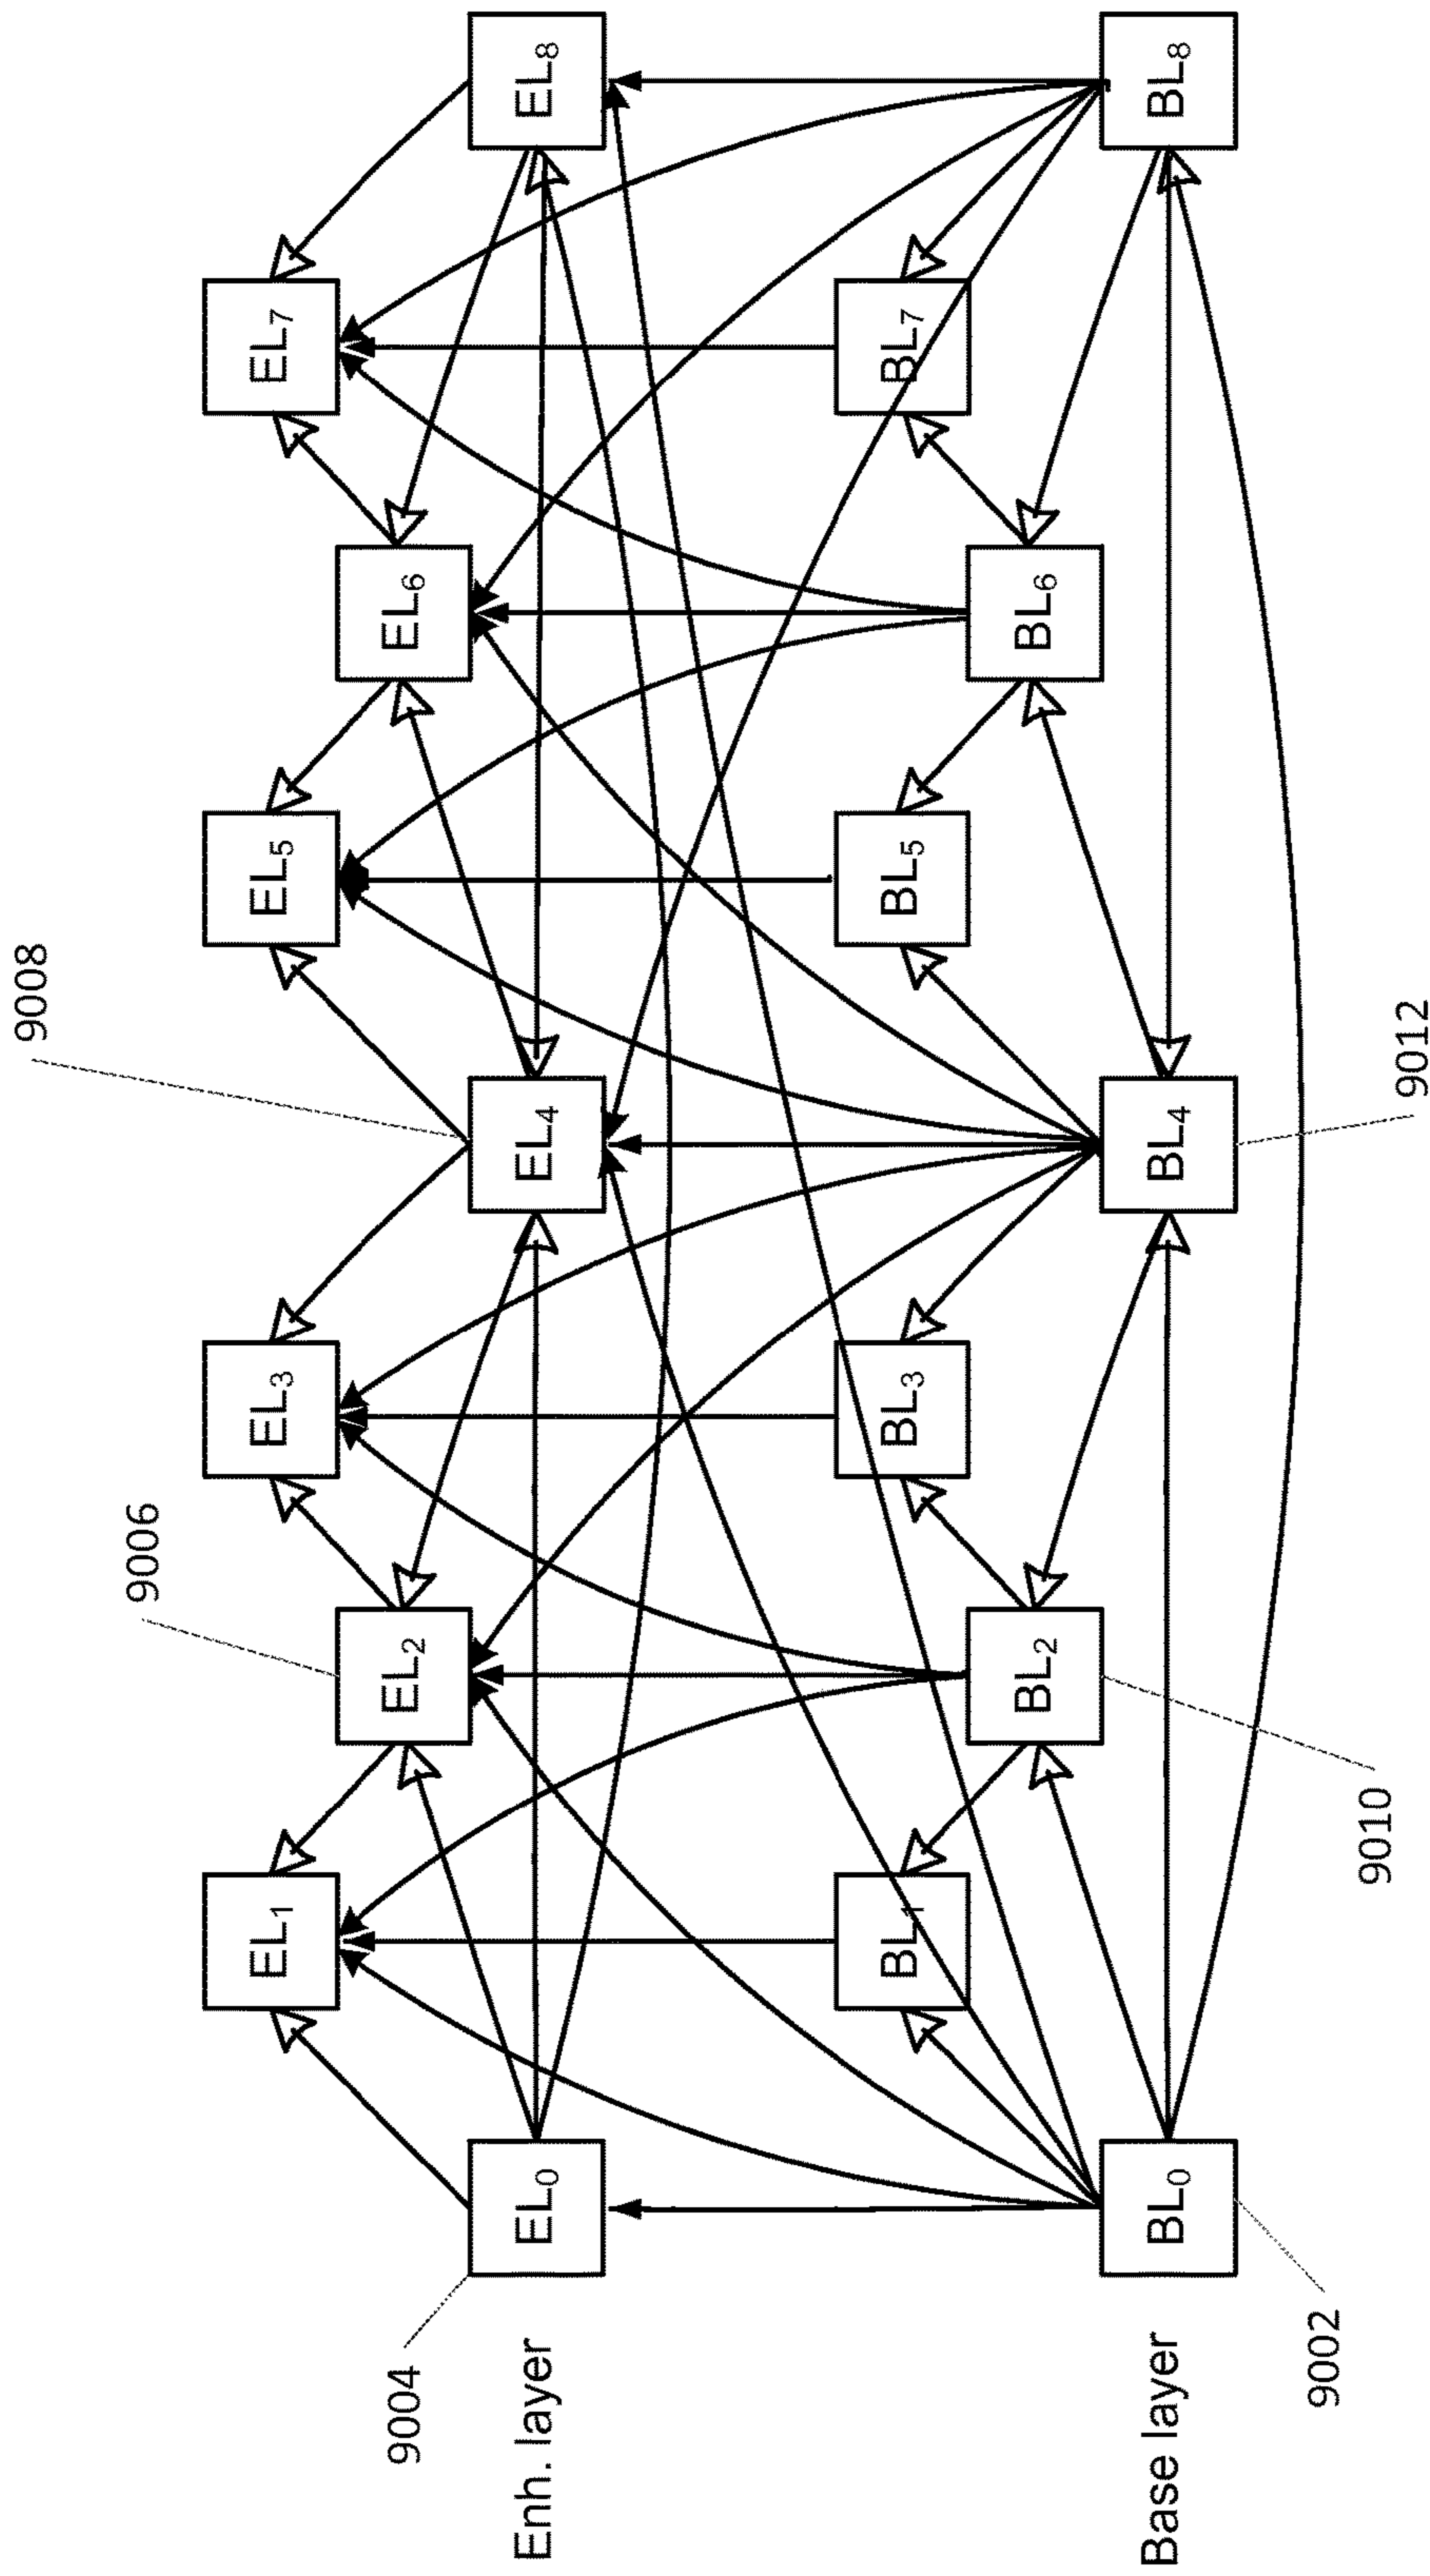 9008
9006
EL1 EL3 EL5 EL7
9004 EL2 EL6
Enh. layer EL0 EL4 EL8
BL1 BL3 BL5 BL7
BL2 BL6
Base layer BL0 BL4 BL8
9002
9010
9012